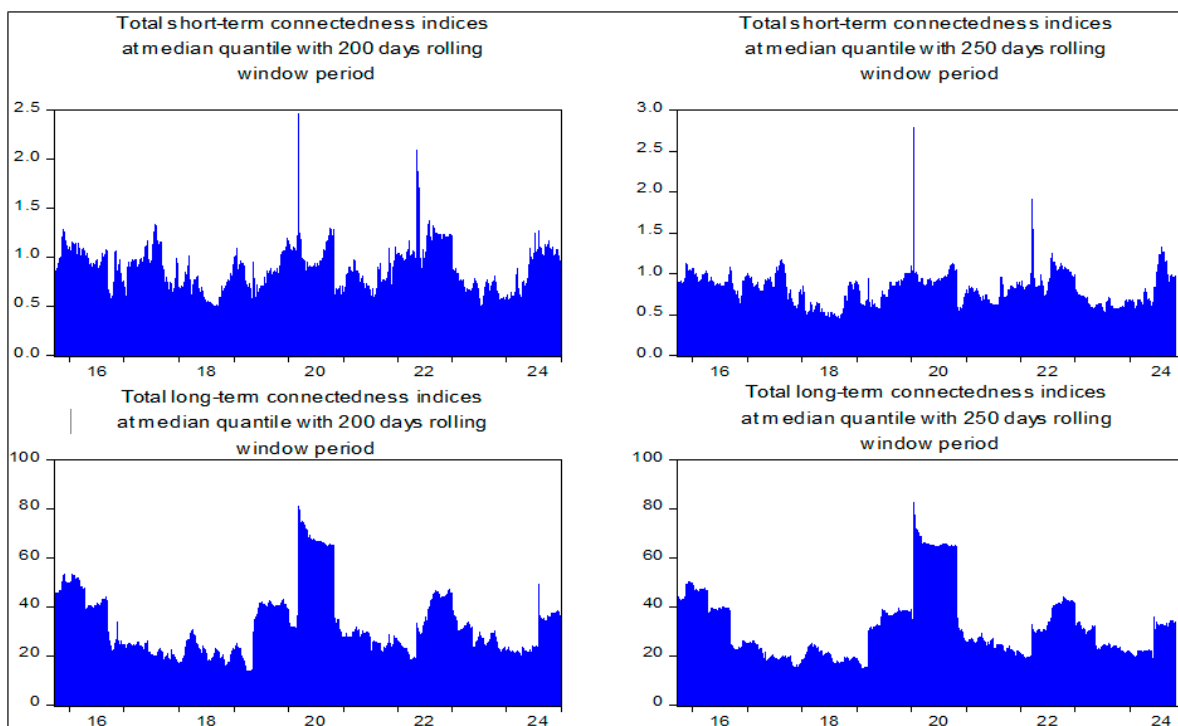 Total short-term connectedness indices
at median quantile with 200 days rolling
window period
2.5
2.0
1.5
1.0
0.5
0.0
16 18 20 22 24
Total short-term connectedness indices
at median quantile with 250 days rolling
window period
3.0
2.5
2.0
1.5
1.0
0.5
0.0
16 18 20 22 24
Total long-term connectedness indices
at median quantile with 200 days rolling
window period
100
80
60
40
20
0
16 18 20 22 24
Total long-term connectedness indices
at median quantile with 250 days rolling
window period
100
80
60
40
20
0
16 18 20 22 24